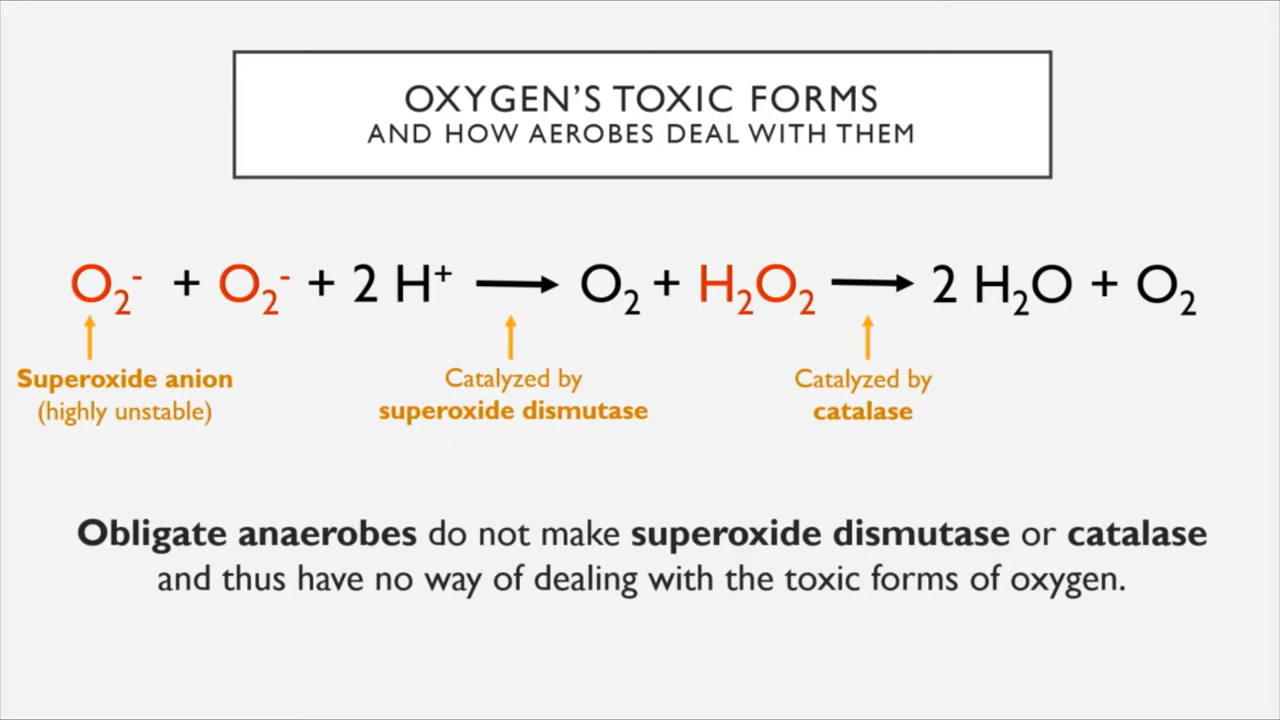 OXYGEN'S TOXIC FORMS
AND HOW AEROBES DEAL WITH THEM
O₂⁻ + O₂⁻ + 2 H⁺ → O₂ + H₂O₂ → 2 H₂O + O₂
Superoxide anion
(highly unstable)
Catalyzed by
superoxide dismutase
Catalyzed by
catalase
Obligate anaerobes do not make superoxide dismutase or catalase
and thus have no way of dealing with the toxic forms of oxygen.